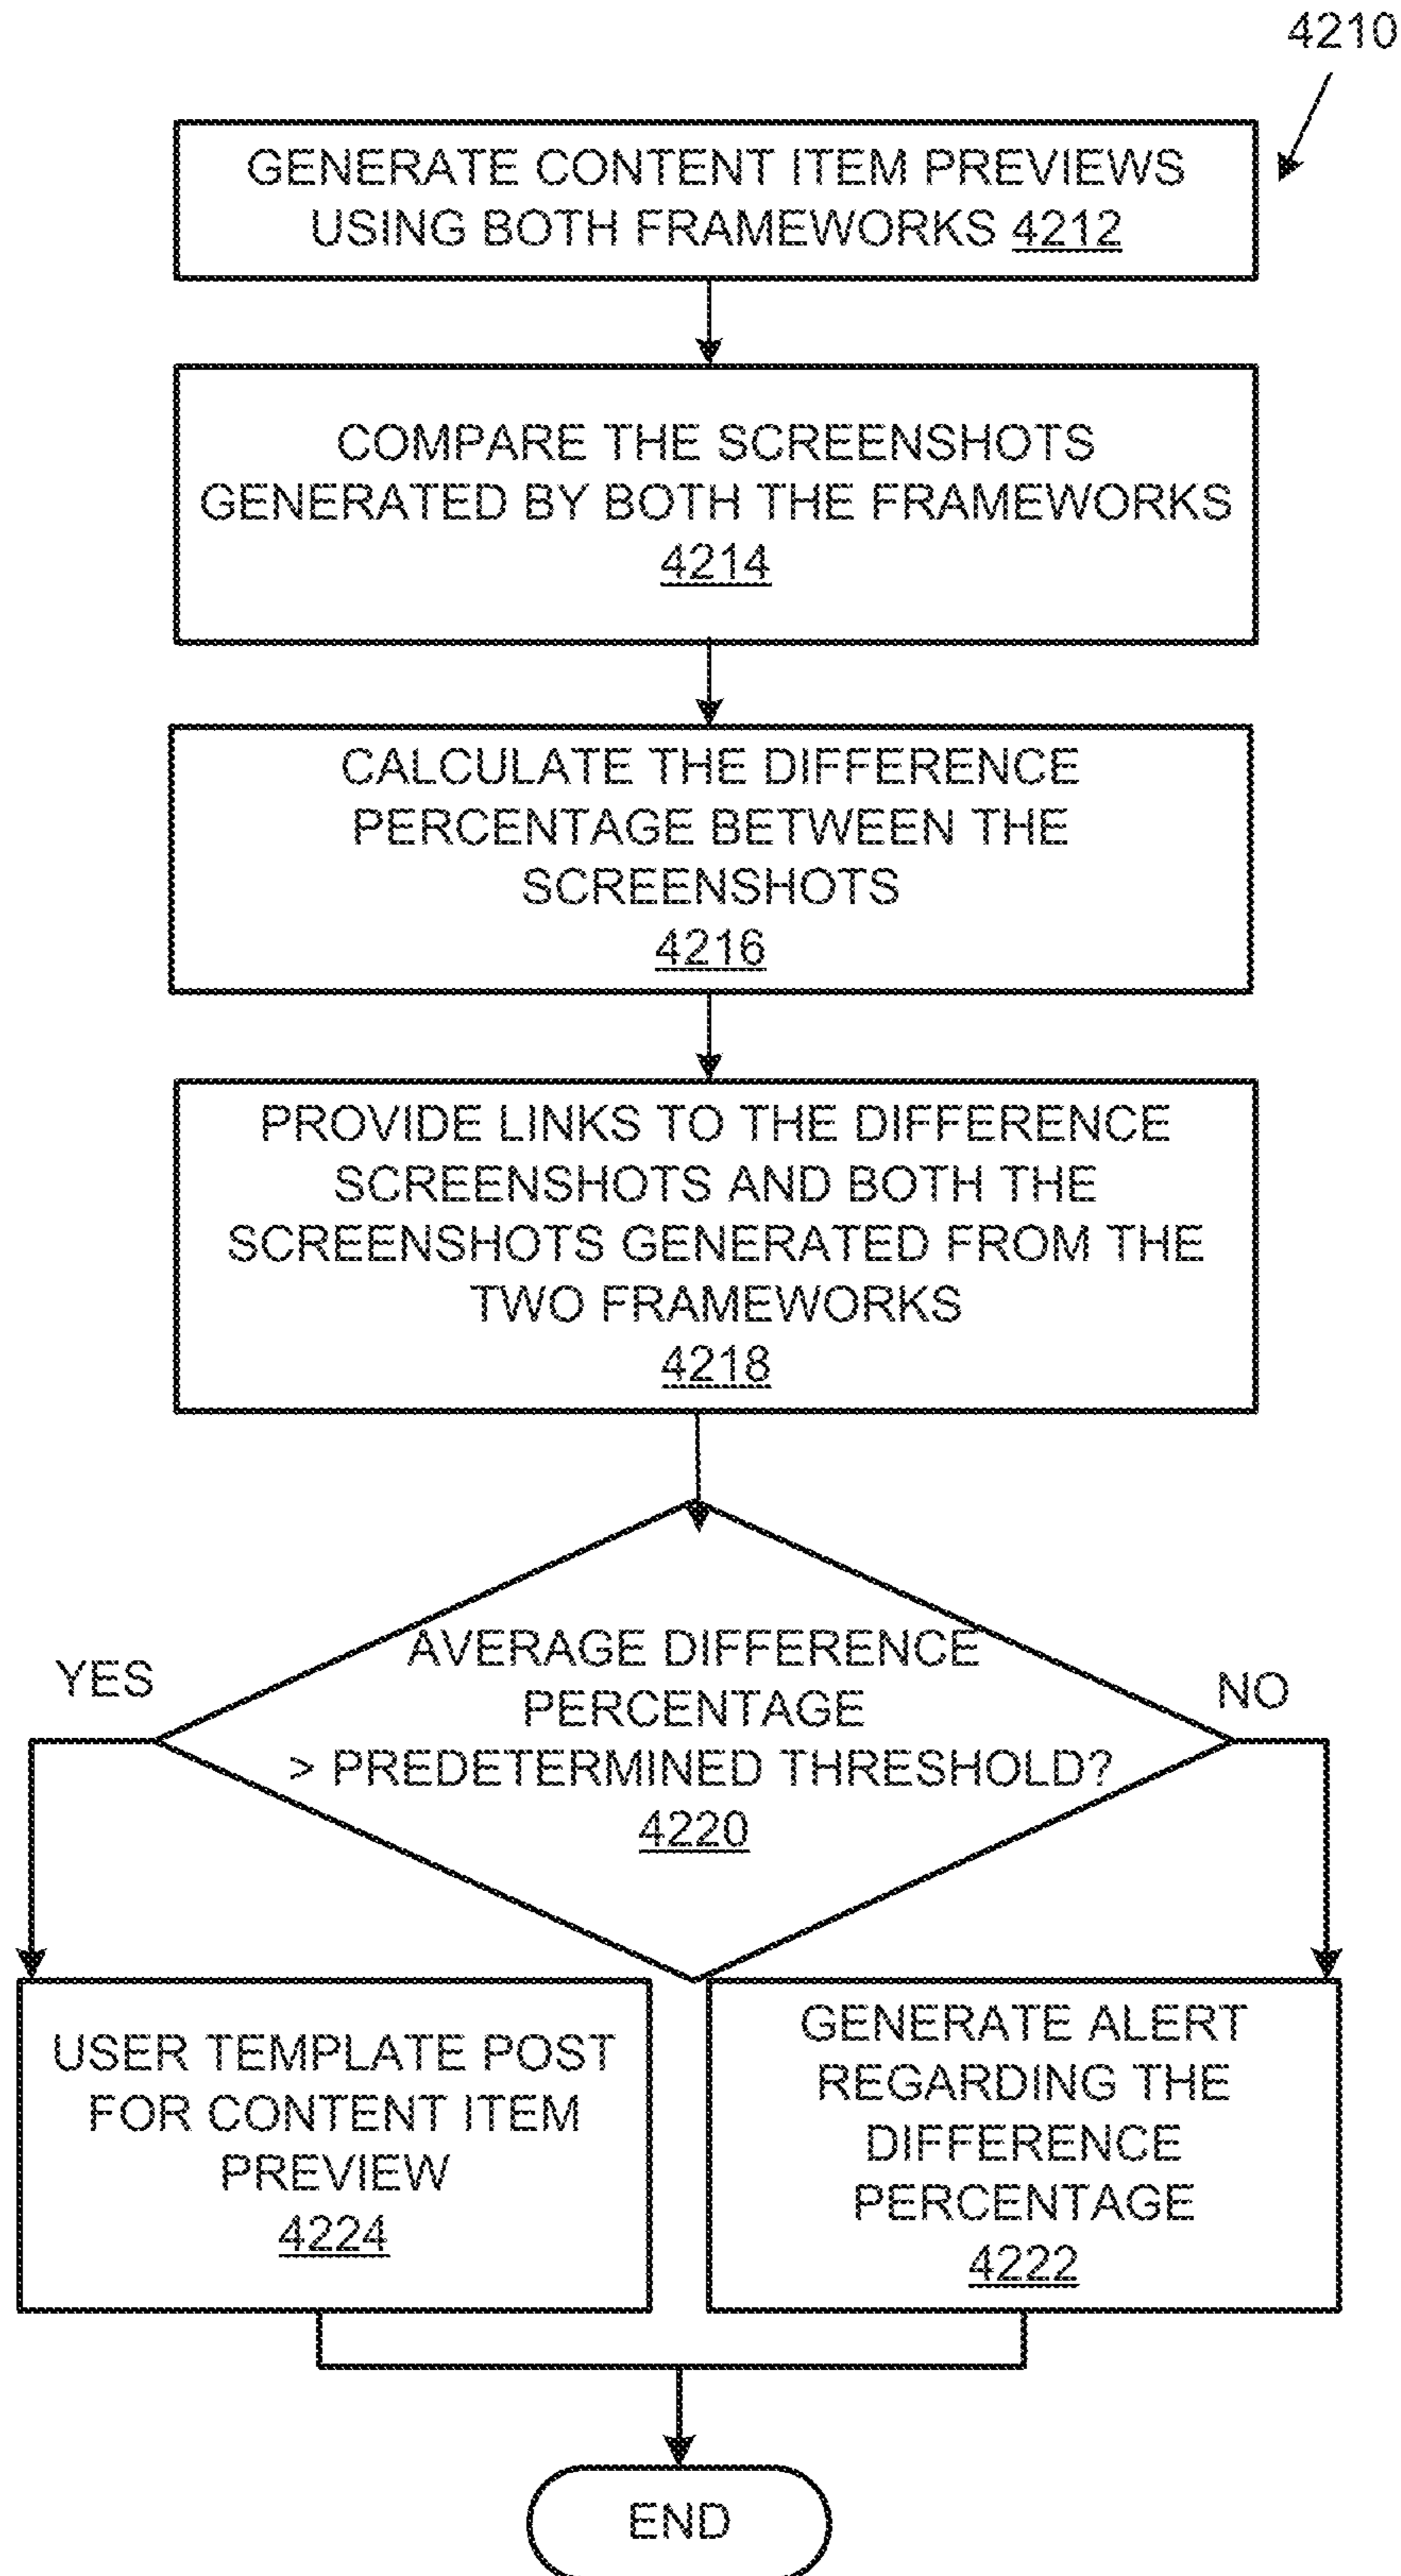 4210
GENERATE CONTENT ITEM PREVIEWS
USING BOTH FRAMEWORKS 4212
COMPARE THE SCREENSHOTS
GENERATED BY BOTH THE FRAMEWORKS
4214
CALCULATE THE DIFFERENCE
PERCENTAGE BETWEEN THE
SCREENSHOTS
4216
PROVIDE LINKS TO THE DIFFERENCE
SCREENSHOTS AND BOTH THE
SCREENSHOTS GENERATED FROM THE
TWO FRAMEWORKS
4218
AVERAGE DIFFERENCE
PERCENTAGE
> PREDETERMINED THRESHOLD?
4220
YES
NO
USER TEMPLATE POST
FOR CONTENT ITEM
PREVIEW
4224
GENERATE ALERT
REGARDING THE
DIFFERENCE
PERCENTAGE
4222
END